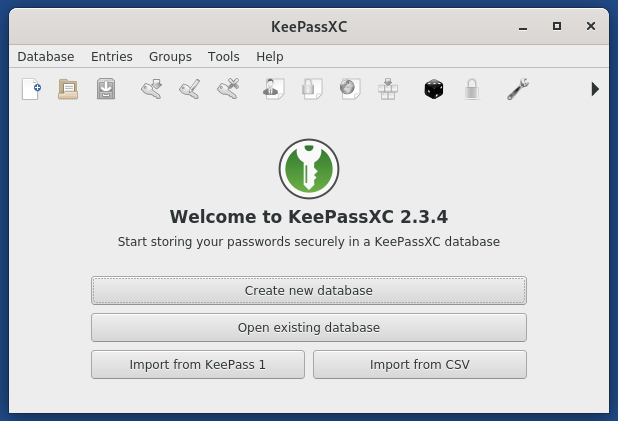 KeePassXC
Database Entries Groups Tools Help
Welcome to KeePassXC 2.3.4
Start storing your passwords securely in a KeePassXC database
Create new database
Open existing database
Import from KeePass 1
Import from CSV